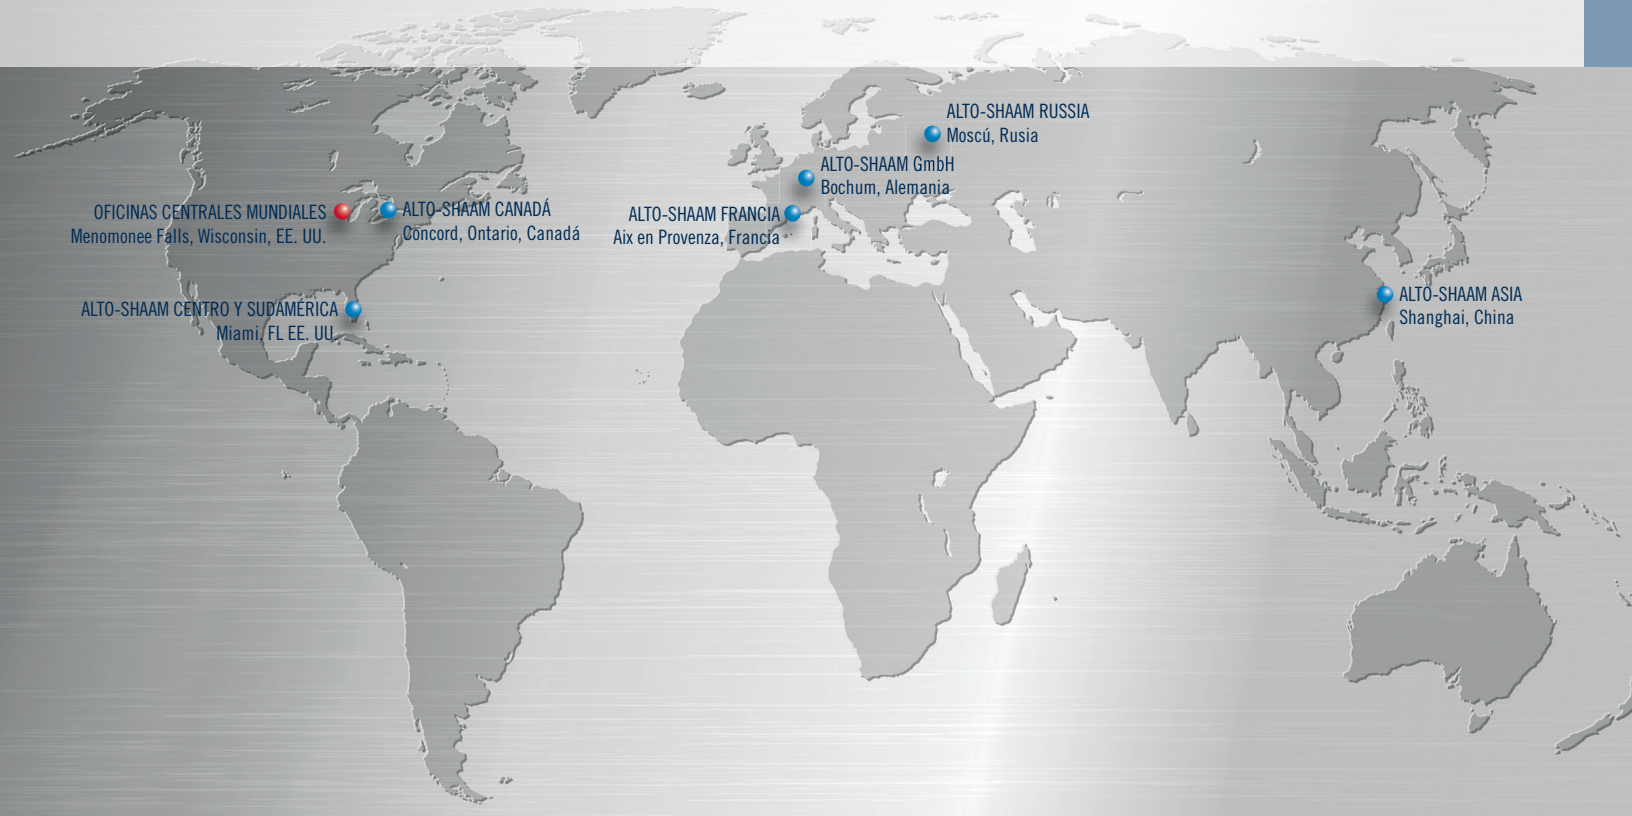 ALTO-SHAAM RUSSIA
Moscú, Rusia
ALTO-SHAAM GmbH
Bochum, Alemania
OFICINAS CENTRALES MUNDIALES
Menomonee Falls, Wisconsin, EE. UU.
ALTO-SHAAM CANADÁ
Concord, Ontario, Canadá
ALTO-SHAAM FRANCIA
Aix en Provenza, Francia
ALTO-SHAAM CENTRO Y SUDAMÉRICA
Miami, FL EE. UU.
ALTO-SHAAM ASIA
Shanghai, China